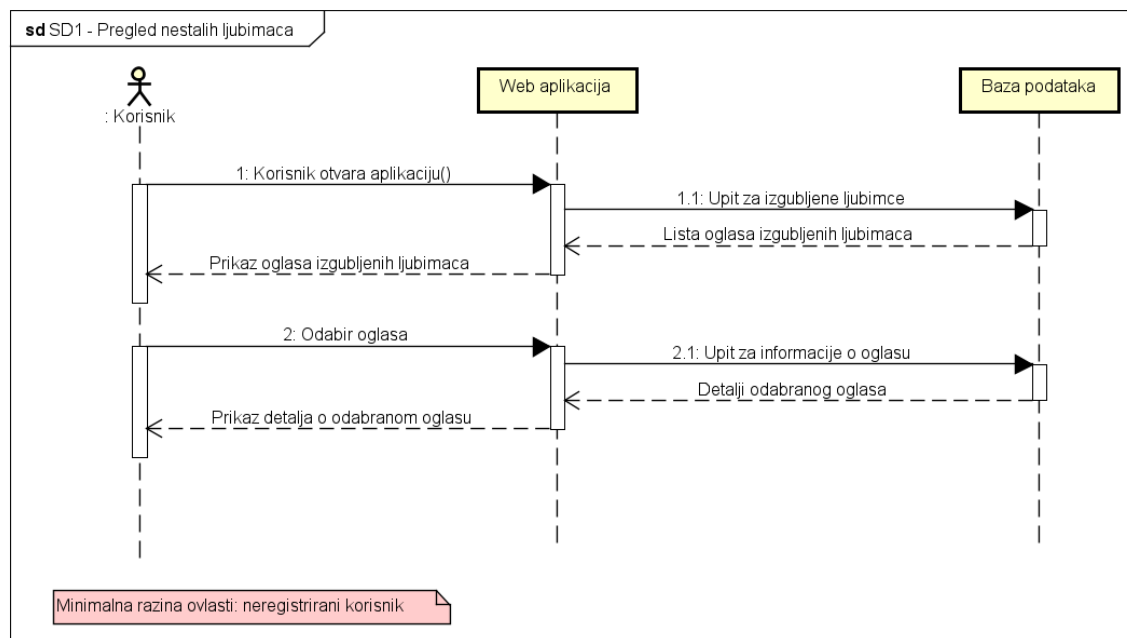 sd SD1 - Pregled nestalih ljubimaca
: Korisnik
Web aplikacija
Baza podataka
1: Korisnik otvara aplikaciju()
1.1: Upit za izgubljene ljubimce
Lista oglasa izgubljenih ljubimaca
Prikaz oglasa izgubljenih ljubimaca
2: Odabir oglasa
2.1: Upit za informacije o oglasu
Detalji odabranog oglasa
Prikaz detalja o odabranom oglasu
Minimalna razina ovlasti: neregistrirani korisnik